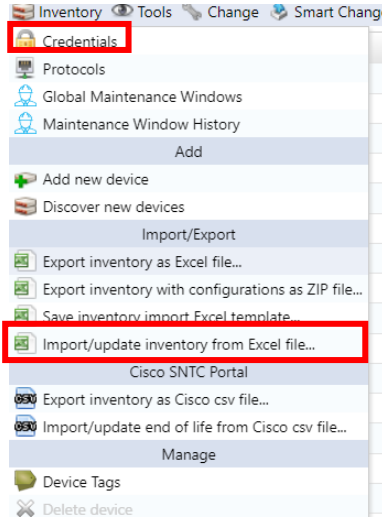 Inventory Tools Change Smart Chang
Credentials
Protocols
Global Maintenance Windows
Maintenance Window History
Add
Add new device
Discover new devices
Import/Export
Export inventory as Excel file...
Export inventory with configurations as ZIP file...
Save inventory import Excel template...
Import/update inventory from Excel file...
Cisco SNTC Portal
CSV Export inventory as Cisco csv file...
CSV Import/update end of life from Cisco csv file...
Manage
Device Tags
Delete device